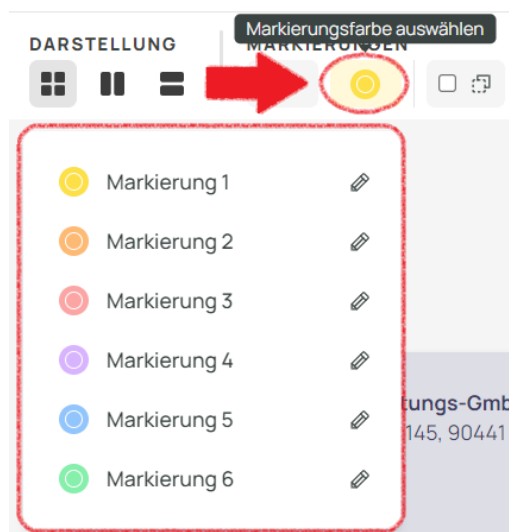 Markierungsfarbe auswählen
DARSTELLUNG
MARKIERUNGEN
Markierung 1
Markierung 2
Markierung 3
Markierung 4
Markierung 5
Markierung 6
tungs-Gmb
145, 90441